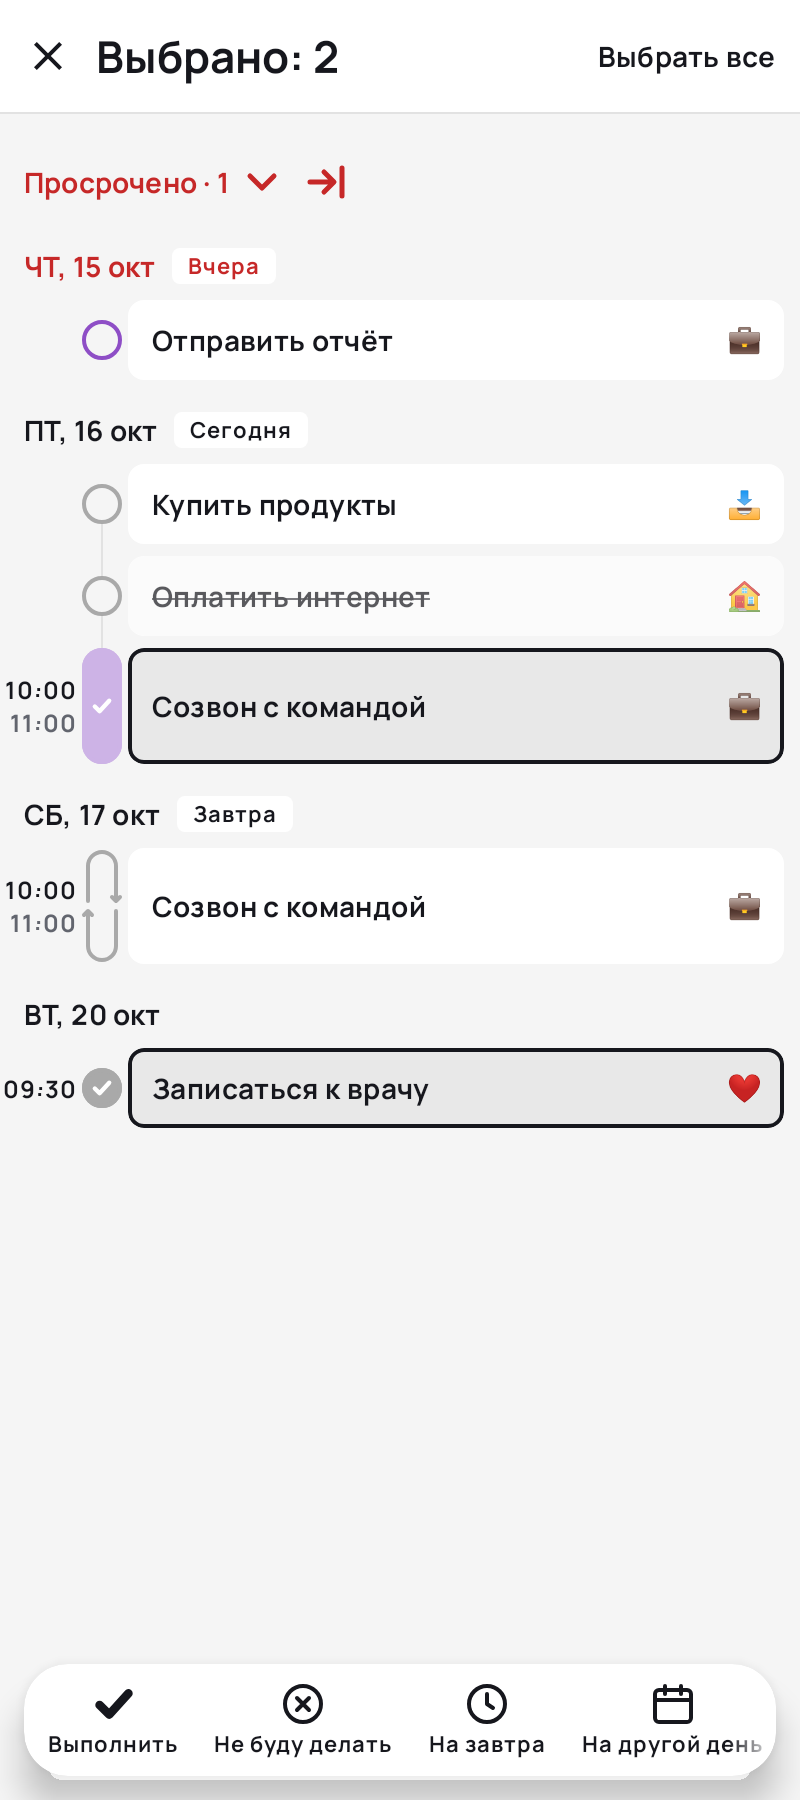 Выбрано: 2
Выбрать все
Просрочено · 1
ЧТ, 15 окт
Вчера
Отправить отчёт
ПТ, 16 окт
Сегодня
Купить продукты
Оплатить интернет
10:00
11:00
Созвон с командой
СБ, 17 окт
Завтра
10:00
11:00
Созвон с командой
ВТ, 20 окт
09:30
Записаться к врачу
Выполнить
Не буду делать
На завтра
На другой день